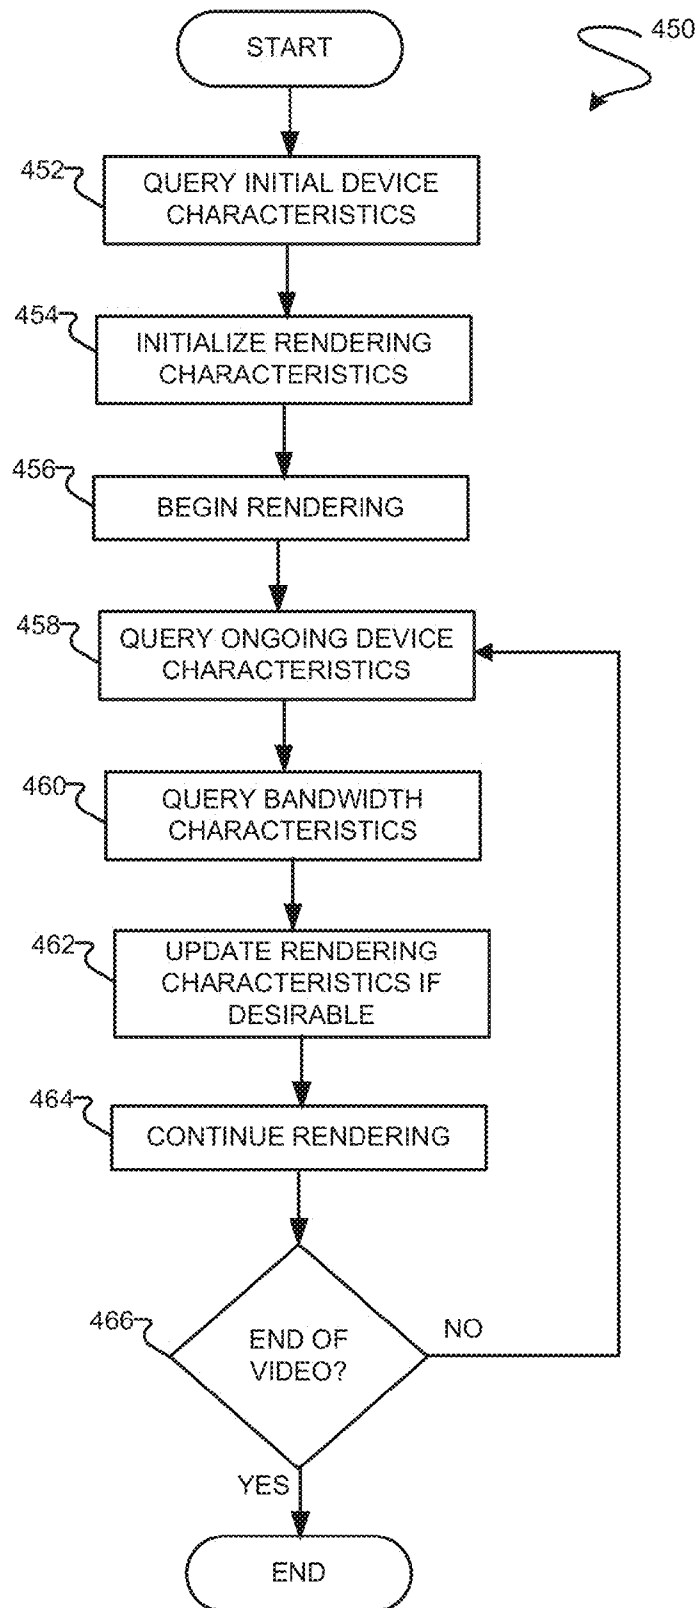 450
START
452
QUERY INITIAL DEVICE
CHARACTERISTICS
454
INITIALIZE RENDERING
CHARACTERISTICS
456
BEGIN RENDERING
458
QUERY ONGOING DEVICE
CHARACTERISTICS
460
QUERY BANDWIDTH
CHARACTERISTICS
462
UPDATE RENDERING
CHARACTERISTICS IF
DESIRABLE
464
CONTINUE RENDERING
466
END OF
VIDEO?
NO
YES
END